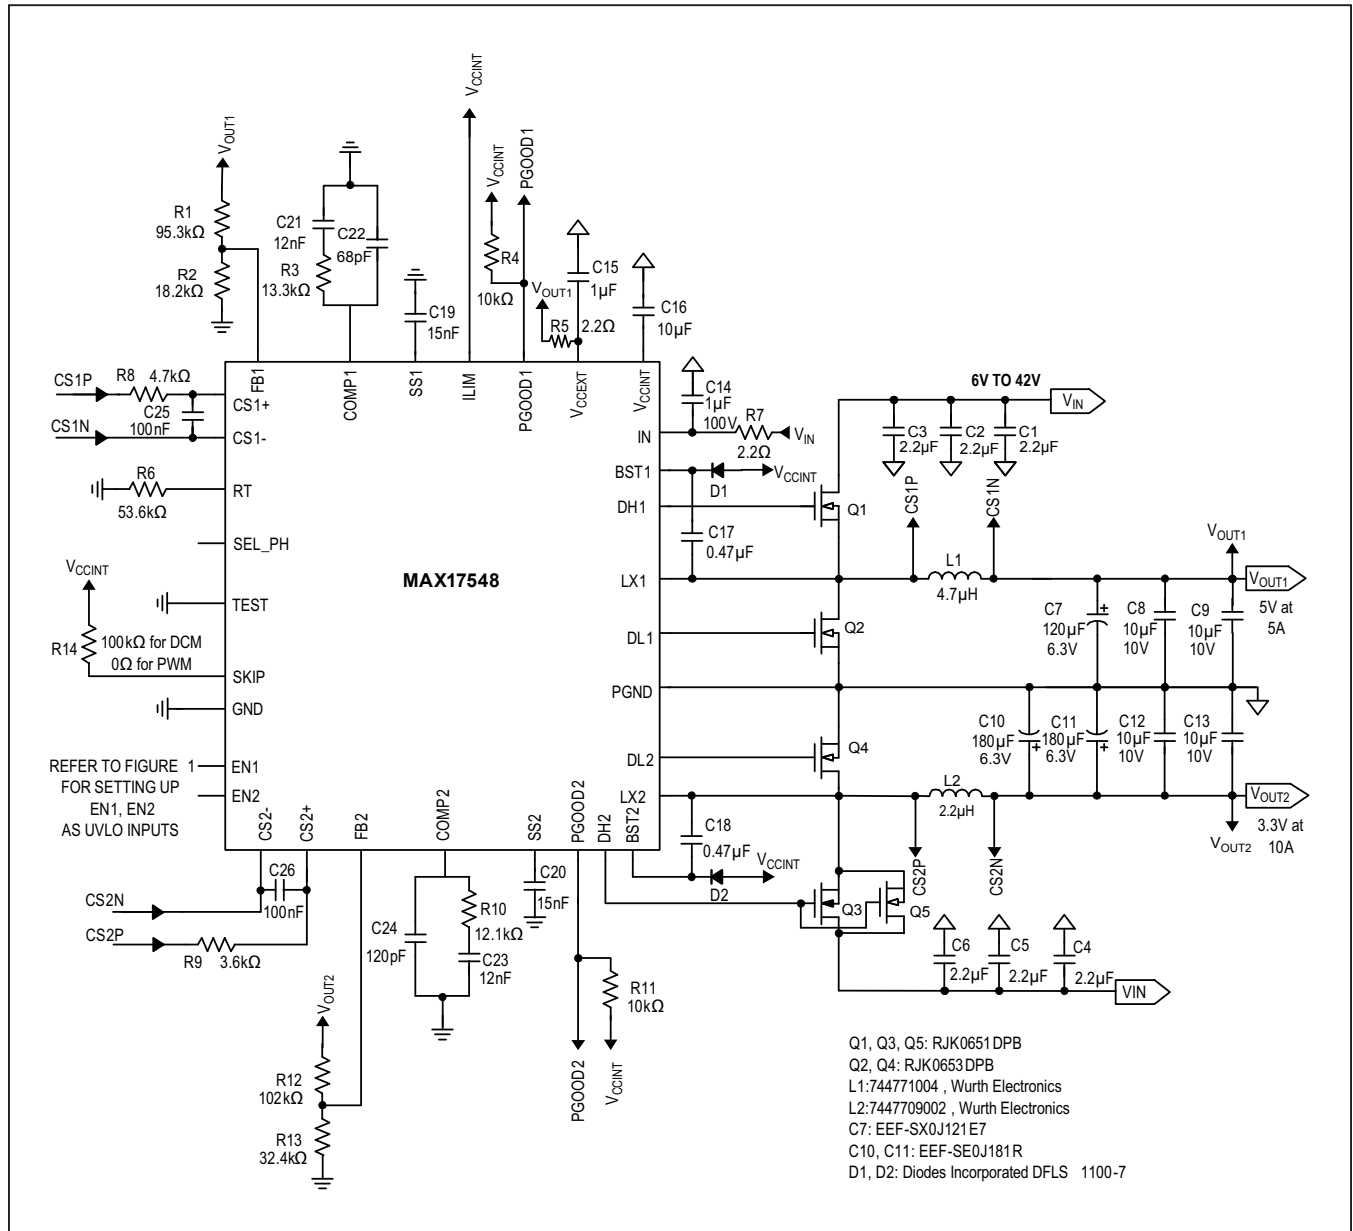 VCCINT
VOUT1
R1
95.3kΩ
R2
18.2kΩ
C21
12nF
C22
68pF
R3
13.3kΩ
C19
15nF
VCCINT
PGOOD1
R4
10kΩ
VOUT1
R5
2.2Ω
C15
1µF
C16
10µF
FB1
COMP1
SS1
ILIM
PGOOD1
VCCEXT
VCCINT
CS1P
R8
4.7kΩ
C25
100nF
CS1N
CS1+
CS1-
R6
53.6kΩ
RT
SEL_PH
VCCINT
TEST
R14
100kΩ for DCM
0Ω for PWM
SKIP
GND
REFER TO FIGURE 1
FOR SETTING UP
EN1, EN2
AS UVLO INPUTS
EN1
EN2
MAX17548
IN
BST1
DH1
LX1
DL1
PGND
DL2
LX2
C14
1µF
100V
R7
2.2Ω
VIN
D1
VCCINT
C17
0.47µF
6V TO 42V
VIN
C3
2.2µF
C2
2.2µF
C1
2.2µF
Q1
CS1P
CS1N
L1
4.7µH
VOUT1
VOUT1
5V at
5A
Q2
C7
120µF
6.3V
C8
10µF
10V
C9
10µF
10V
Q4
C10
180µF
6.3V
C11
180µF
6.3V
C12
10µF
10V
C13
10µF
10V
L2
2.2µH
VOUT2
3.3V at
10A
VOUT2
CS2P
CS2N
CS2-
CS2+
FB2
COMP2
SS2
PGOOD2
DH2
BST2
C18
0.47µF
VCCINT
D2
Q3
Q5
C6
2.2µF
C5
2.2µF
C4
2.2µF
VIN
CS2N
C26
100nF
CS2P
R9
3.6kΩ
C24
120pF
R10
12.1kΩ
C23
12nF
C20
15nF
R11
10kΩ
PGOOD2
VCCINT
VOUT2
R12
102kΩ
R13
32.4kΩ
Q1, Q3, Q5: RJK0651DPB
Q2, Q4: RJK0653DPB
L1:744771004 , Wurth Electronics
L2:7447709002 , Wurth Electronics
C7: EEF-SX0J121E7
C10, C11: EEF-SE0J181R
D1, D2: Diodes Incorporated DFLS 1100-7